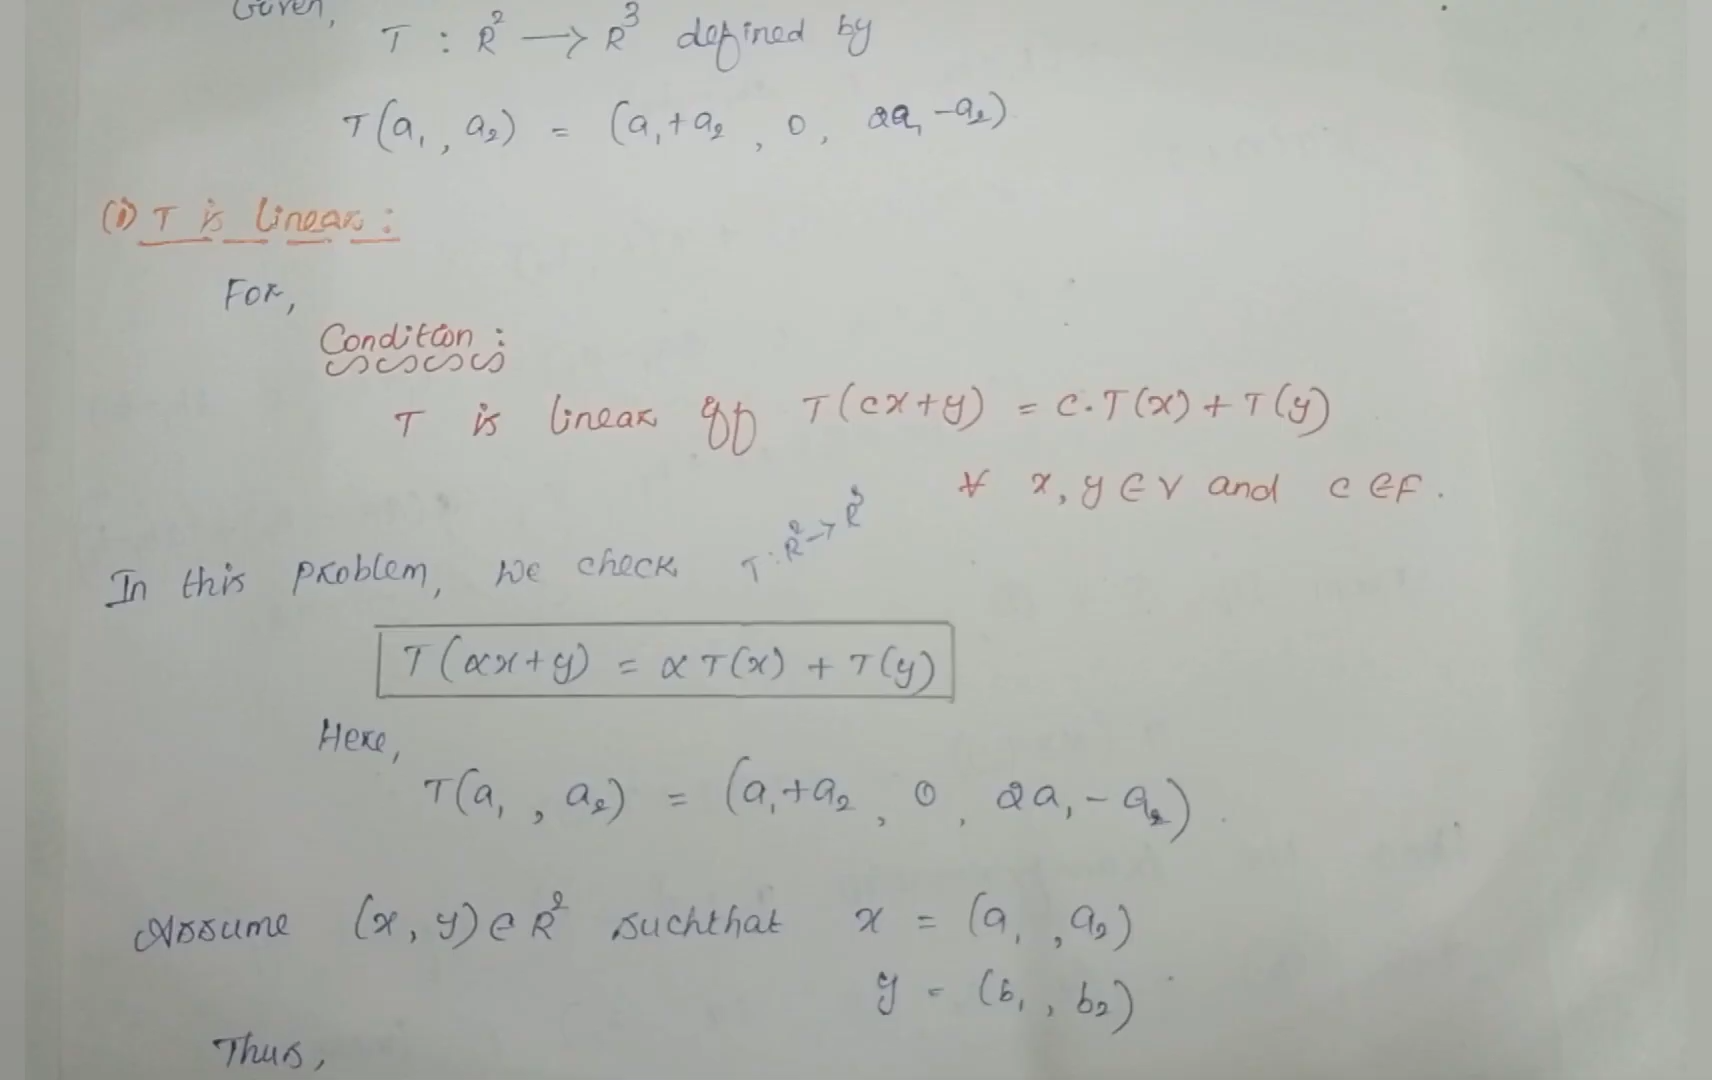 Given,
T : R² → R³ defined by
T(a₁, a₂) = (a₁+a₂, 0, 2a₁-a₂)
(i) T is linear :
For,
Condition :
T is linear iff T(cx+y) = c.T(x) + T(y)
∀ x, y ∈ V and c ∈ F.
In this problem, we check T : R² → R³
T(αx+y) = αT(x) + T(y)
Here,
T(a₁, a₂) = (a₁+a₂, 0, 2a₁-a₂).
Assume (x, y) ∈ R² suchthat x = (a₁, a₂)
y = (b₁, b₂)
Thus,